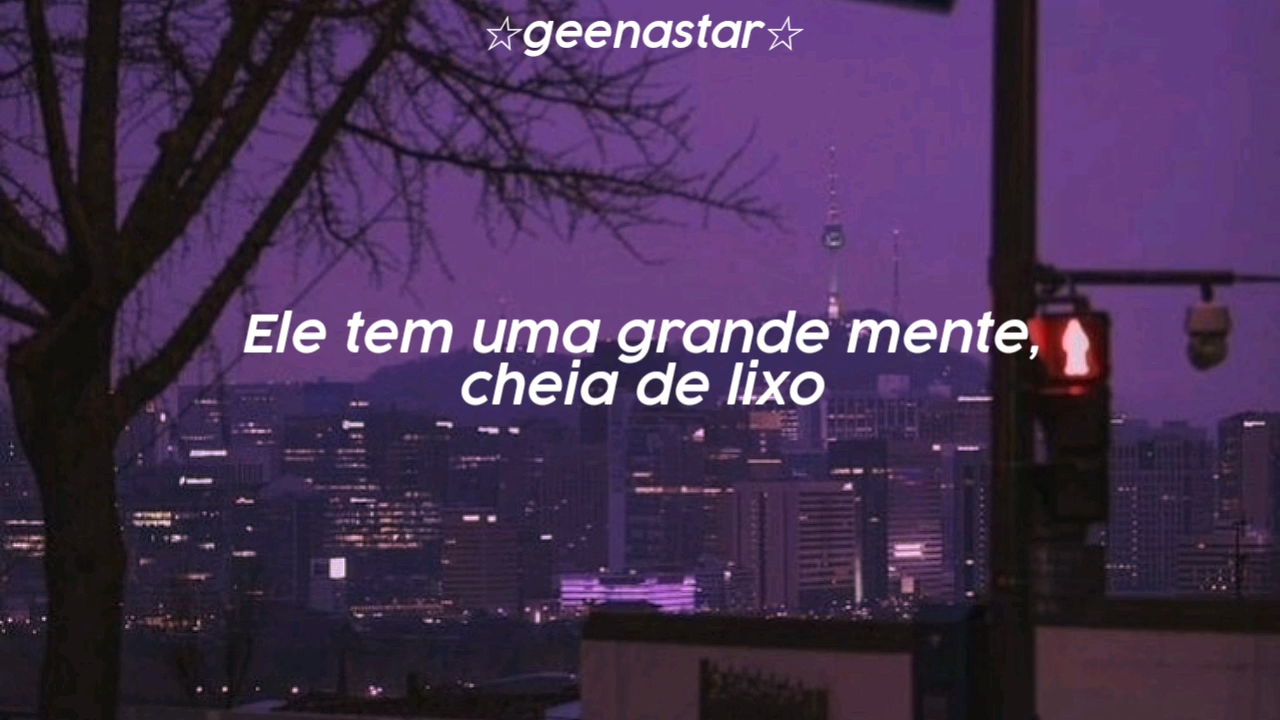 ☆geenastar☆
Ele tem uma grande mente,
cheia de lixo